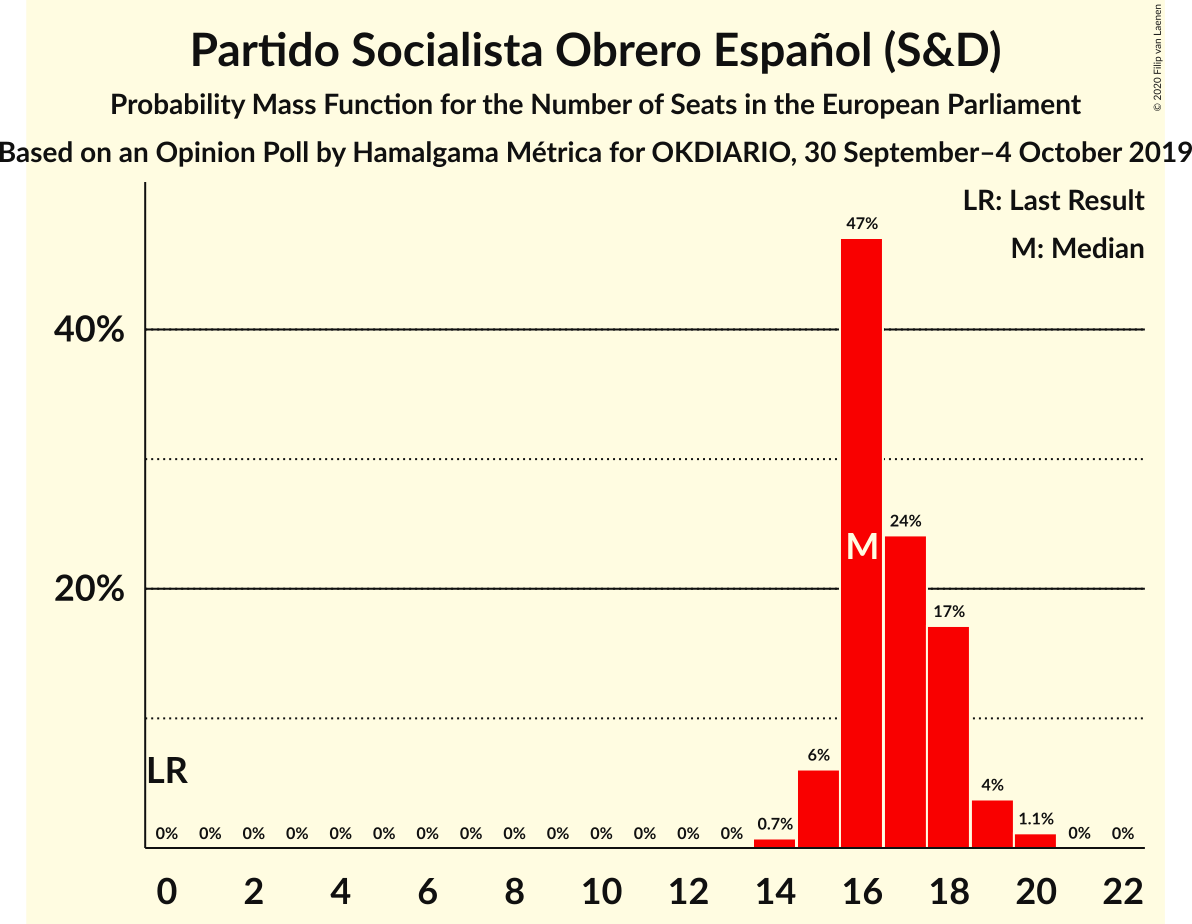 Partido Socialista Obrero Español (S&D)
Probability Mass Function for the Number of Seats in the European Parliament
Based on an Opinion Poll by Hamalgama Métrica for OKDIARIO, 30 September–4 October 2019
© 2020 Filip van Laenen
LR: Last Result
M: Median
47%
40%
24%
M
20%
17%
6%
LR
4%
0% 0% 0% 0% 0% 0% 0% 0% 0% 0% 0% 0% 0% 0% 0.7% 1.1% 0% 0%
0 2 4 6 8 10 12 14 16 18 20 22